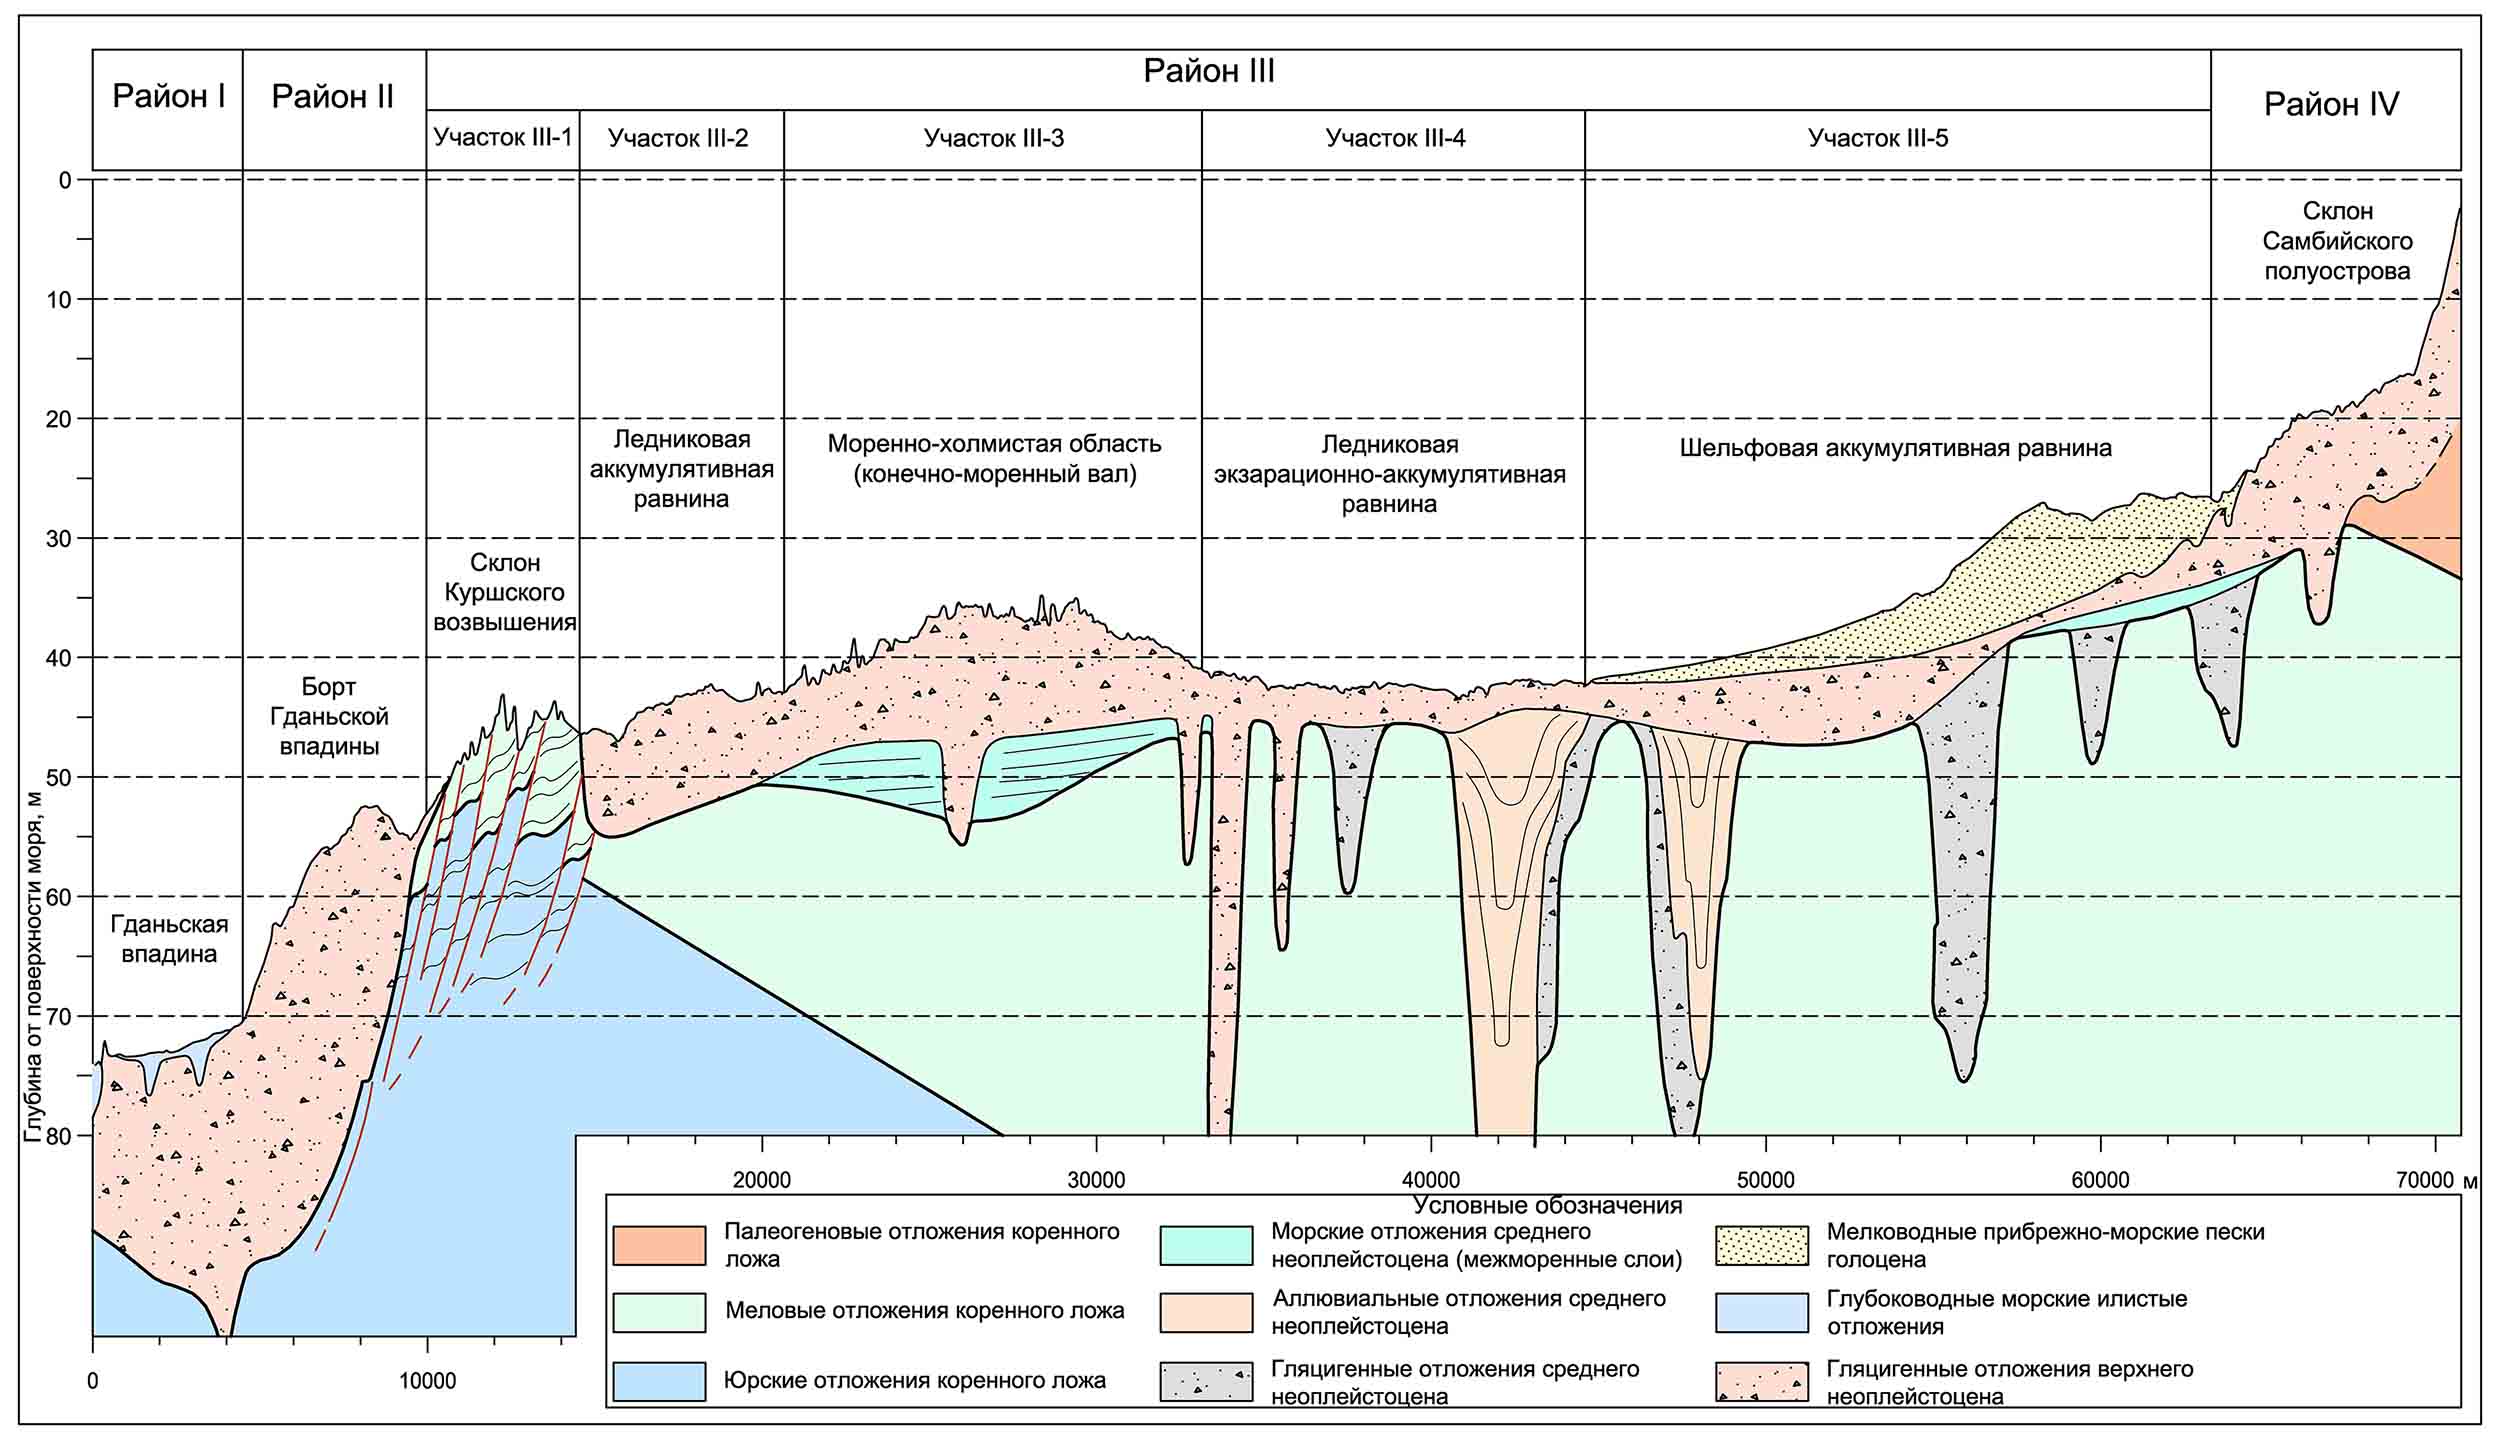 Район I
Район II
Район III
Район IV
Участок III-1
Участок III-2
Участок III-3
Участок III-4
Участок III-5
0
10
20
30
40
50
60
70
80
Глубина от поверхности моря, м
Гданьская
впадина
Борт
Гданьской
впадины
Склон
Куршского
возвышения
Ледниковая
аккумулятивная
равнина
Моренно-холмистая область
(конечно-моренный вал)
Ледниковая
экзарационно-аккумулятивная
равнина
Шельфовая аккумулятивная равнина
Склон
Самбийского
полуострова
0
10000
20000
30000
40000
50000
60000
70000 м
Условные обозначения
Палеогеновые отложения коренного
ложа
Меловые отложения коренного ложа
Юрские отложения коренного ложа
Морские отложения среднего
неоплейстоцена (межморенные слои)
Аллювиальные отложения среднего
неоплейстоцена
Гляцигенные отложения среднего
неоплейстоцена
Мелководные прибрежно-морские пески
голоцена
Глубоководные морские илистые
отложения
Гляцигенные отложения верхнего
неоплейстоцена